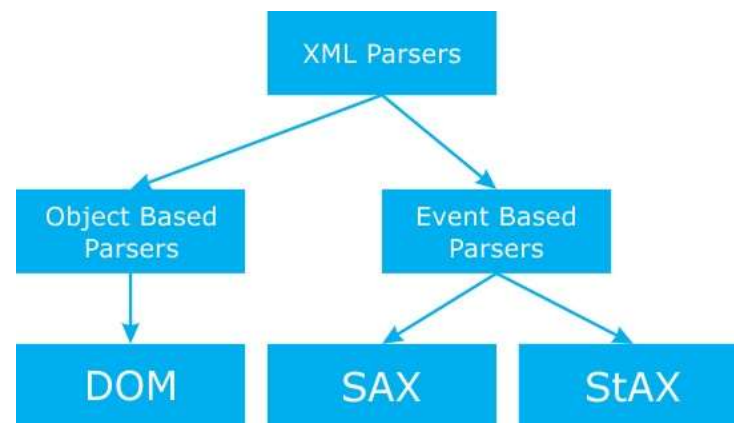 XML Parsers
Object Based
Parsers
Event Based
Parsers
DOM
SAX
StAX